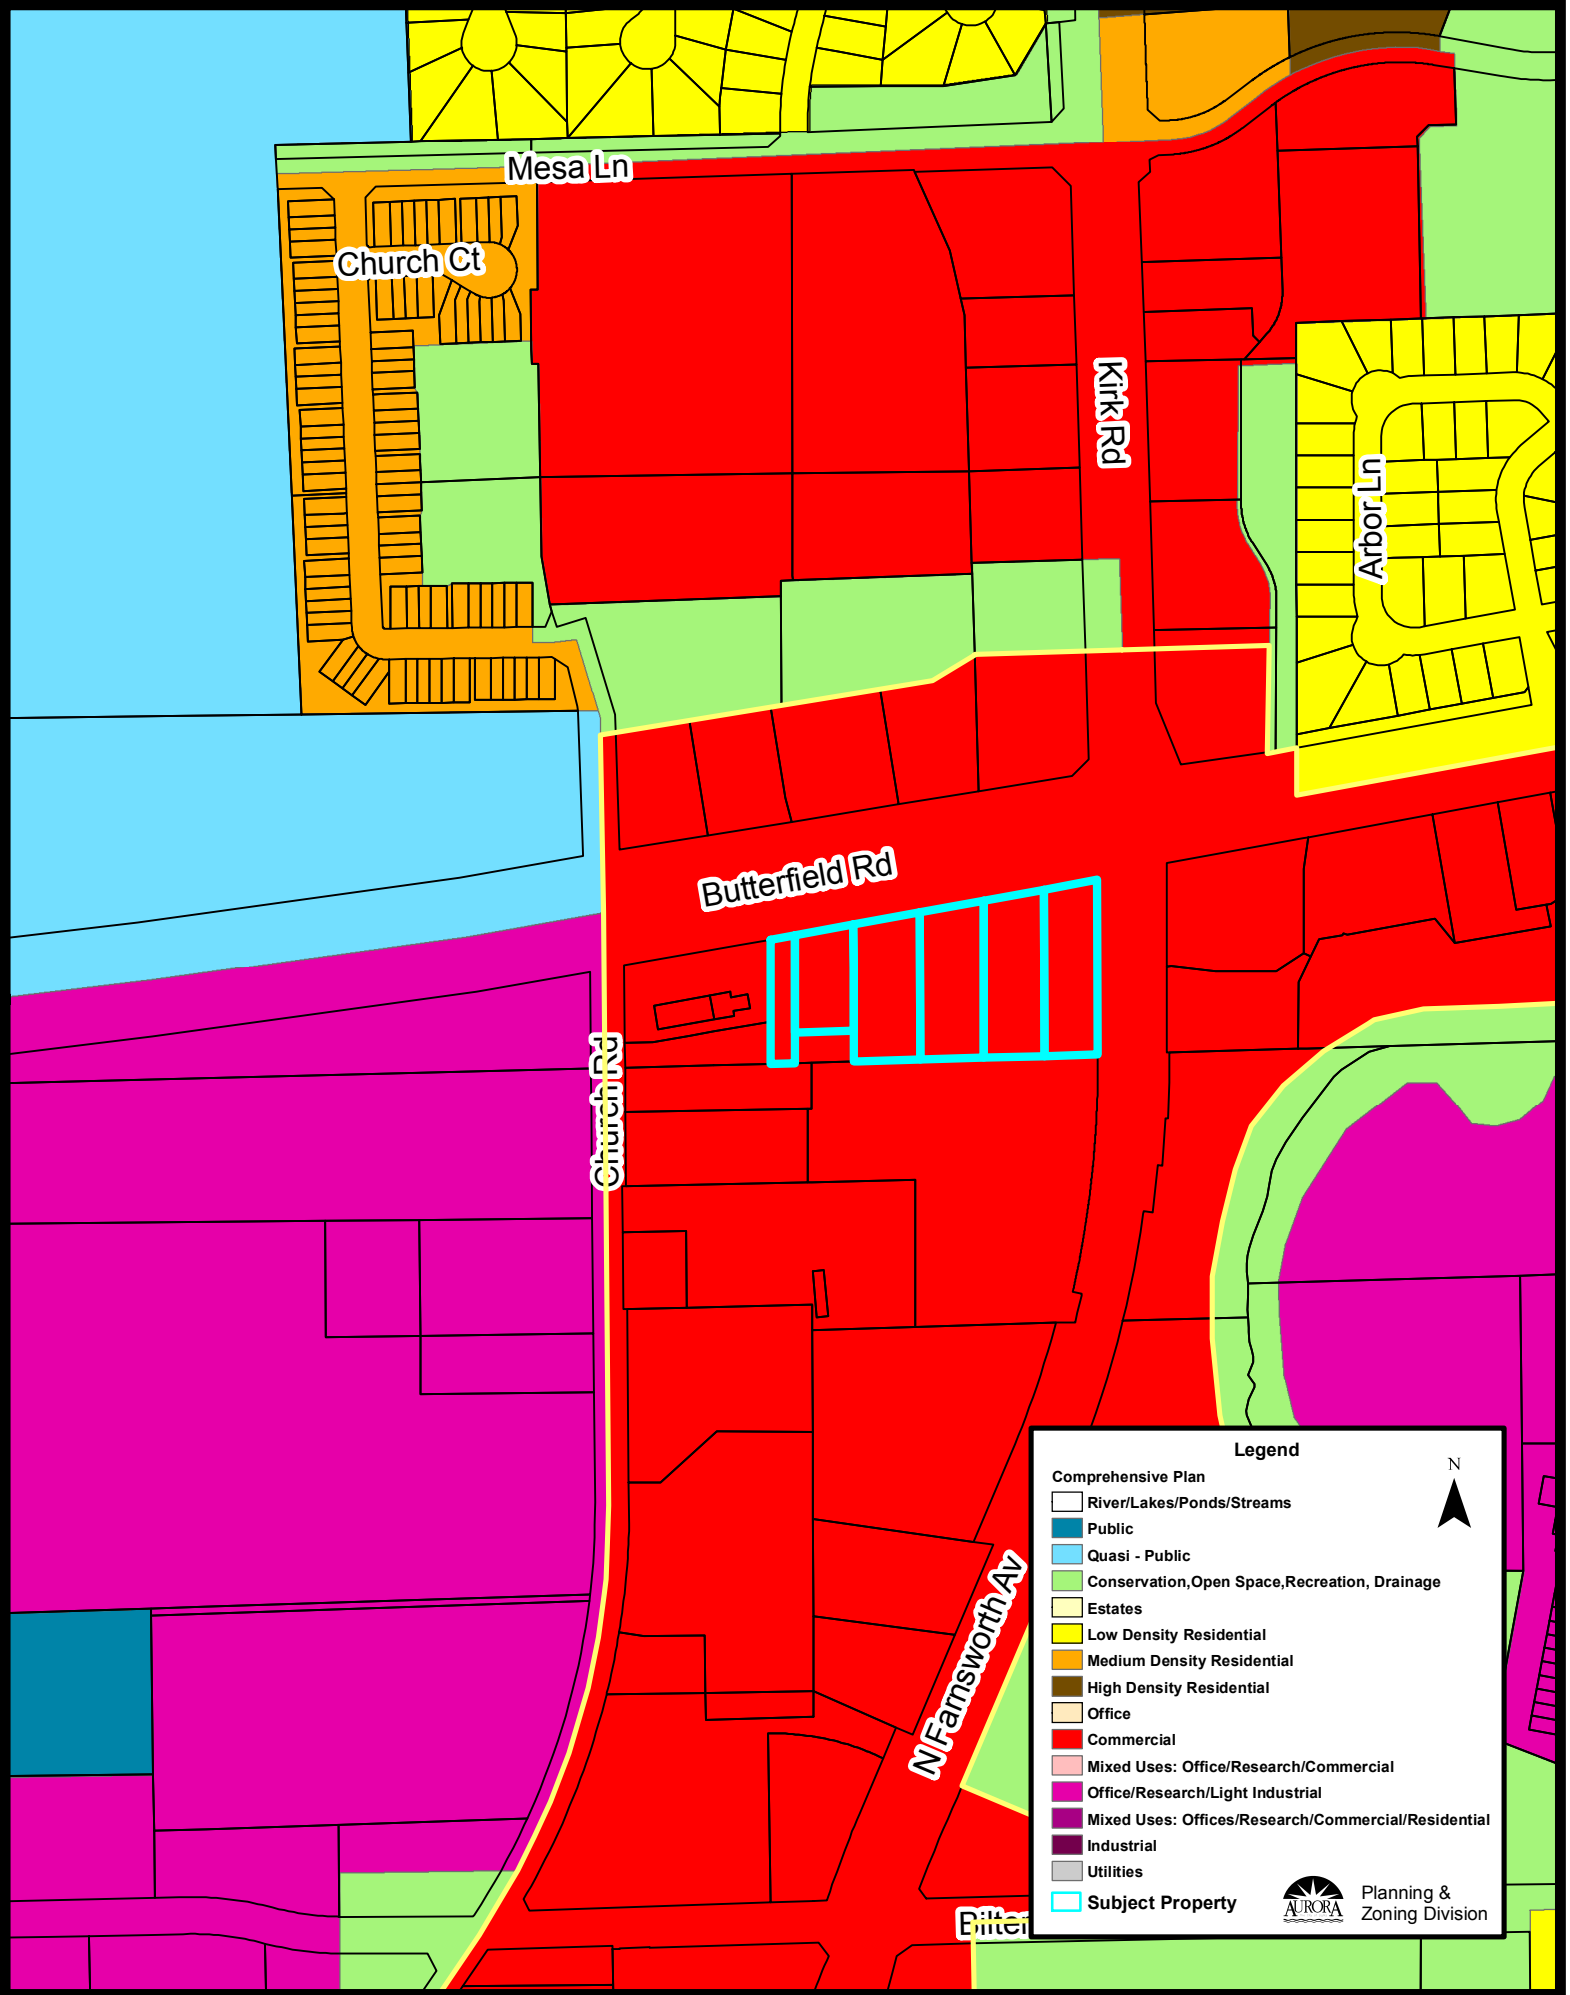 Mesa Ln
Church Ct
Kirk Rd
Arbor Ln
Butterfield Rd
Church Rd
N Farnsworth Av
Legend
Comprehensive Plan
N
River/Lakes/Ponds/Streams
Public
Quasi - Public
Conservation,Open Space,Recreation, Drainage
Estates
Low Density Residential
Medium Density Residential
High Density Residential
Office
Commercial
Mixed Uses: Office/Research/Commercial
Office/Research/Light Industrial
Mixed Uses: Offices/Research/Commercial/Residential
Industrial
Utilities
Subject Property
AURORA
Planning &
Zoning Division